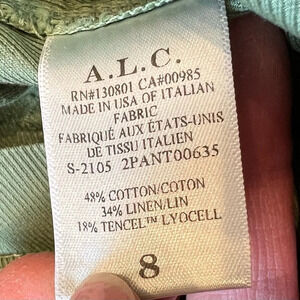 A.L.C.
RN#130801 CA#00985
MADE IN USA OF ITALIAN
FABRIC
FABRIQUÉ AUX ÉTATS-UNIS
DE TISSU ITALIEN
S-2105 2PANT00635
48% COTTON/COTON
34% LINEN/LIN
18% TENCEL™ LYOCELL
8